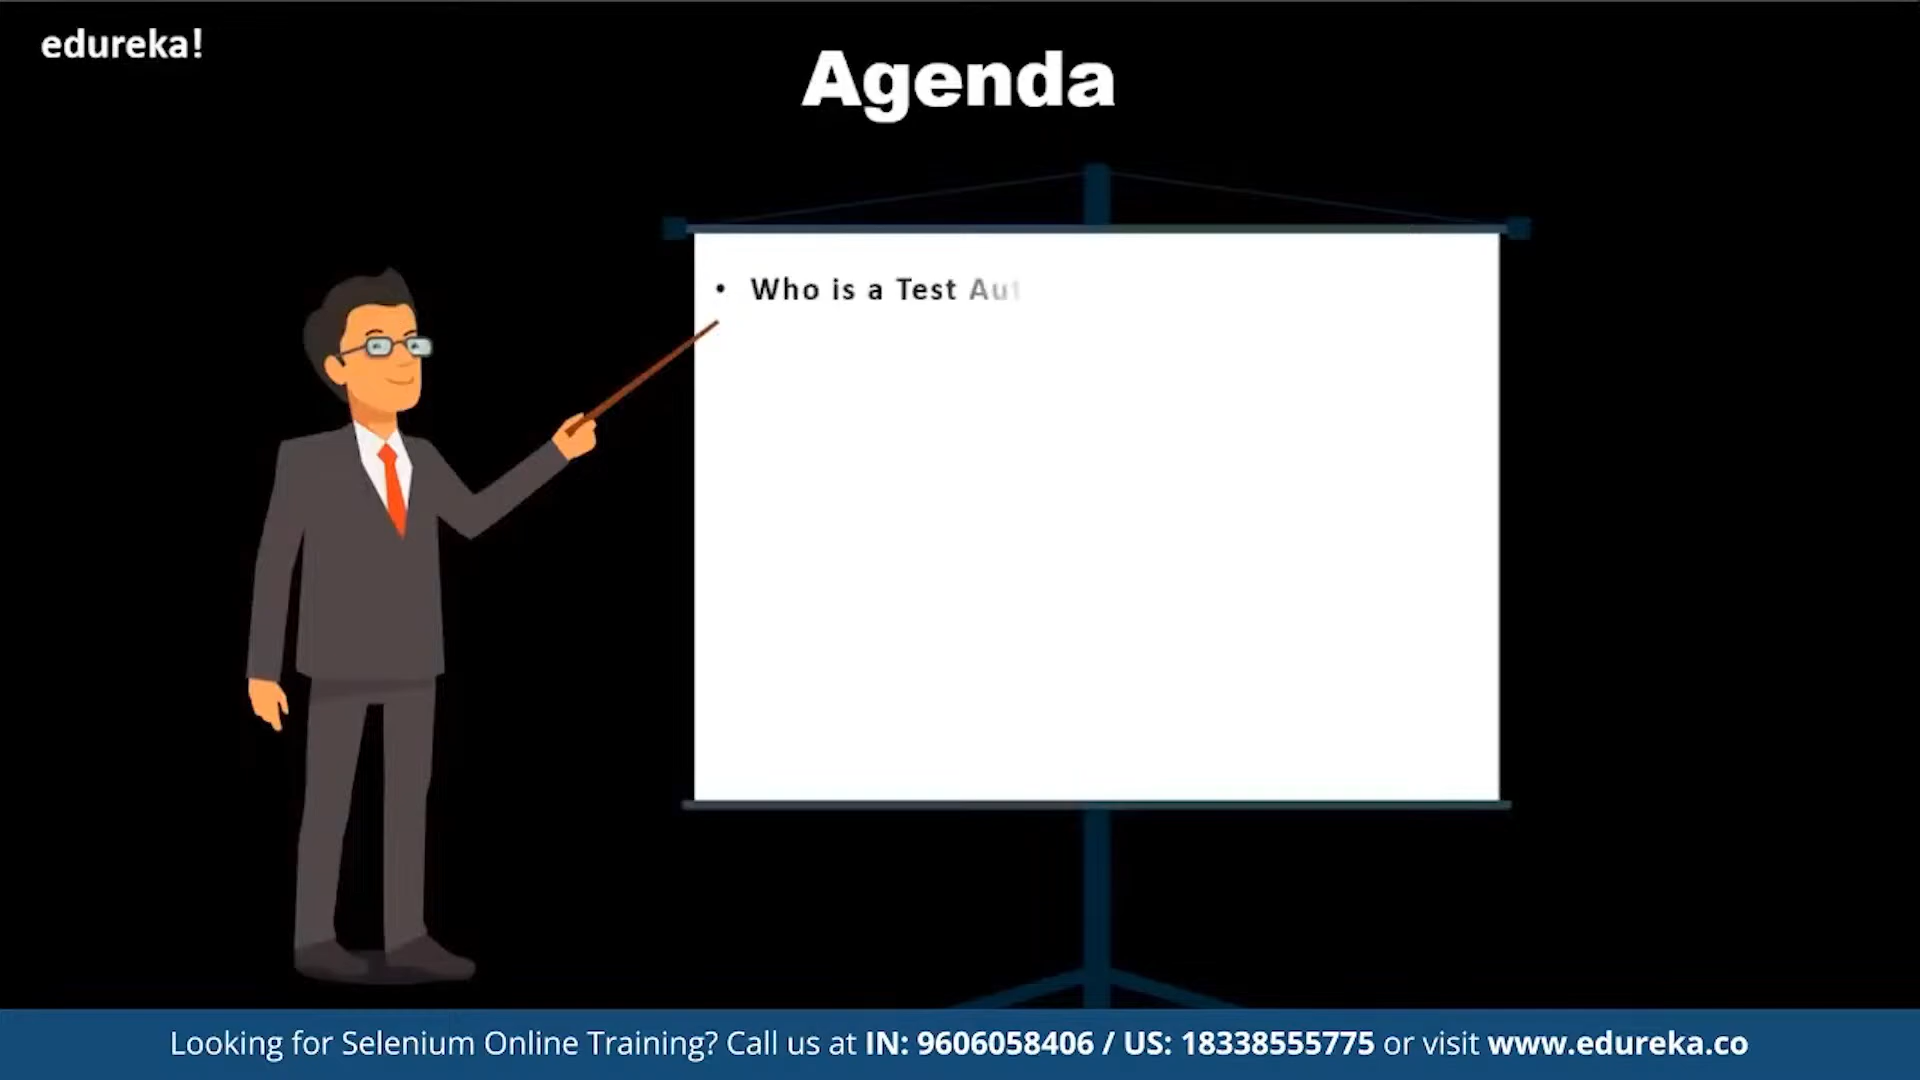 edureka!
Agenda
• Who is a Test
Looking for Selenium Online Training? Call us at IN: 9606058406 / US: 18338555775 or visit www.edureka.co